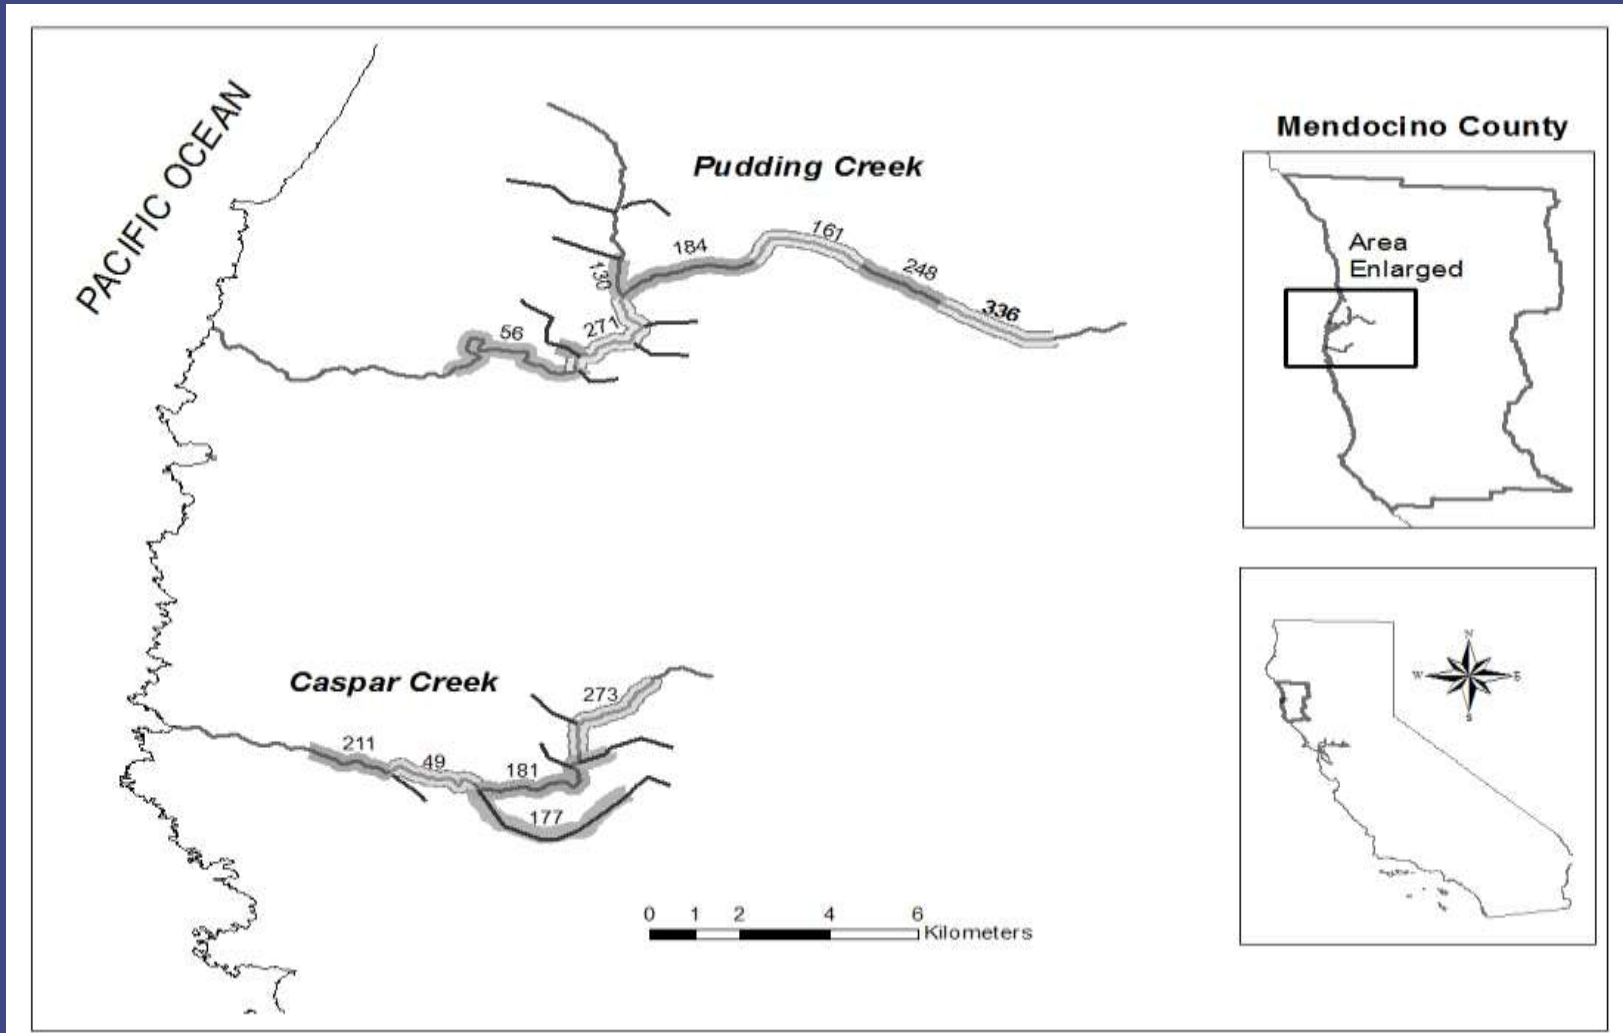 PACIFIC OCEAN
Pudding Creek
184
161
248
336
130
271
56
Caspar Creek
273
211
49
181
177
0 1 2 4 6
Kilometers
Mendocino County
Area
Enlarged
N
W E
S